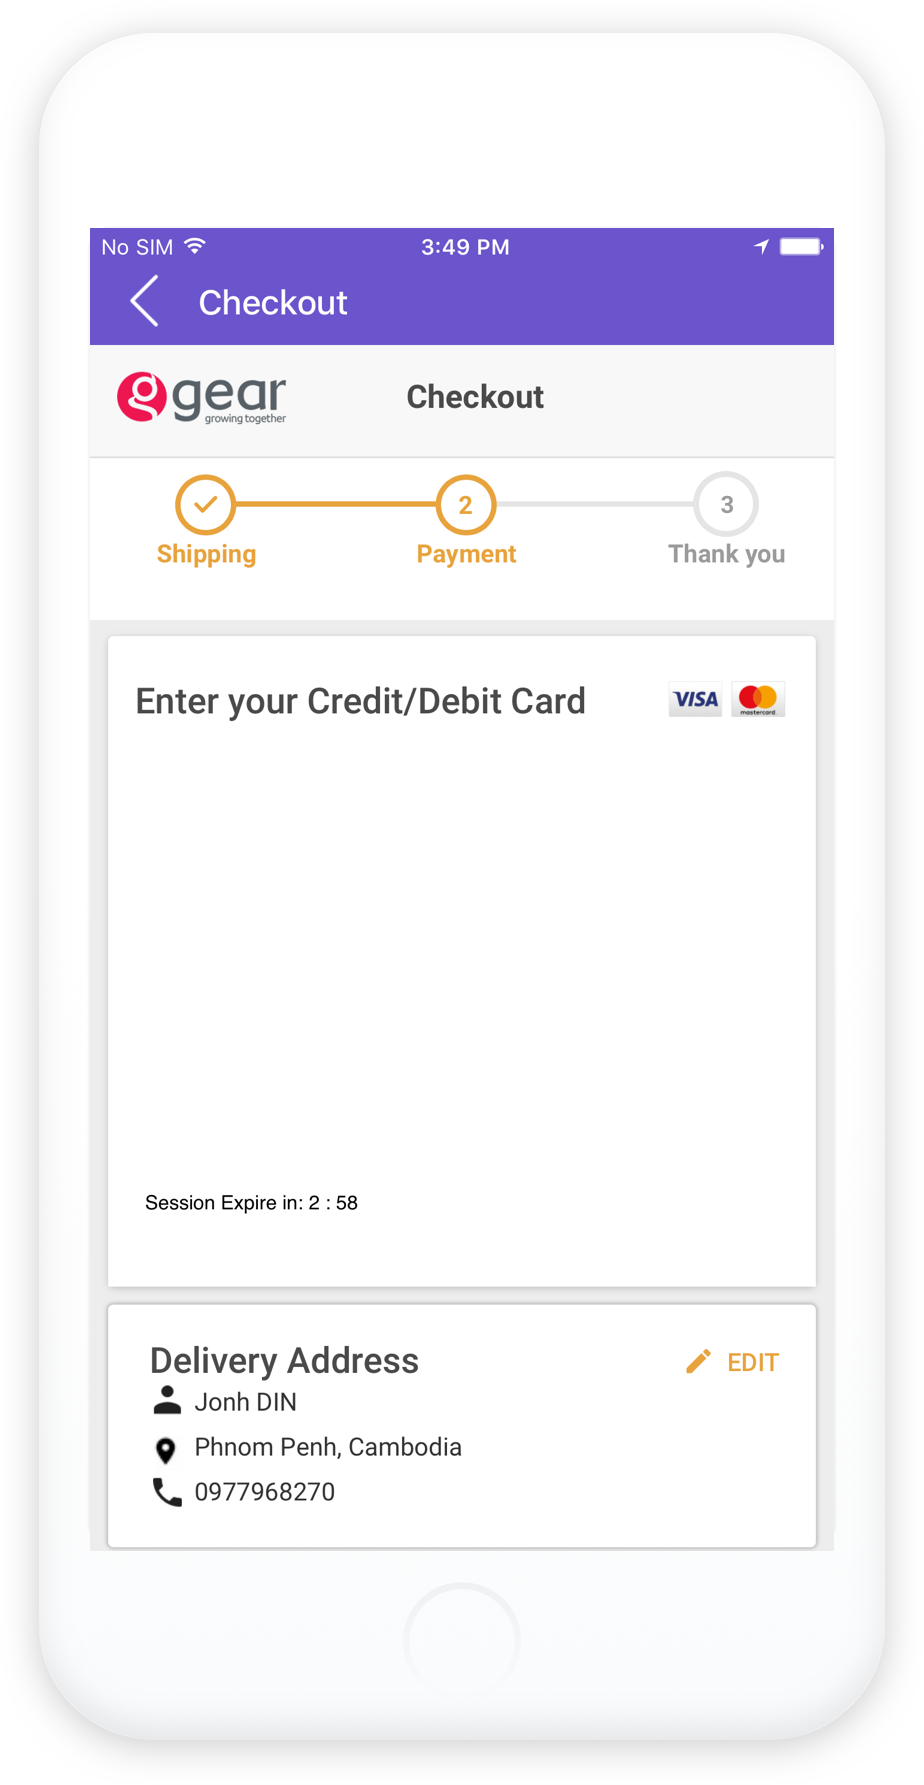 No SIM 3:49 PM
Checkout
g gear
growing together
Checkout
2 3
Shipping Payment Thank you
Enter your Credit/Debit Card VISA mastercard
Session Expire in: 2 : 58
Delivery Address EDIT
Jonh DIN
Phnom Penh, Cambodia
0977968270